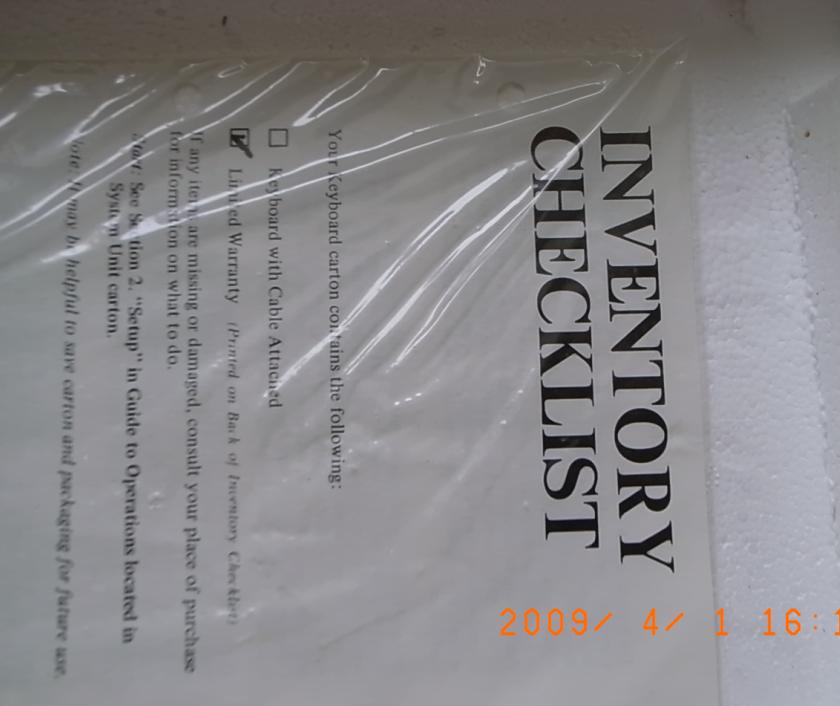 INVENTORY
CHECKLIST
Your Keyboard carton contains the following:
☐ Keyboard with Cable Attached
☑ Limited Warranty (Printed on Back of Inventory Checklist)
If any items are missing or damaged, consult your place of purchase
for information on what to do.
Start: See Section 2. "Setup" in Guide to Operations located in
System Unit carton.
Note: It may be helpful to save carton and packaging for future use.
2009/ 4/ 1 16:1